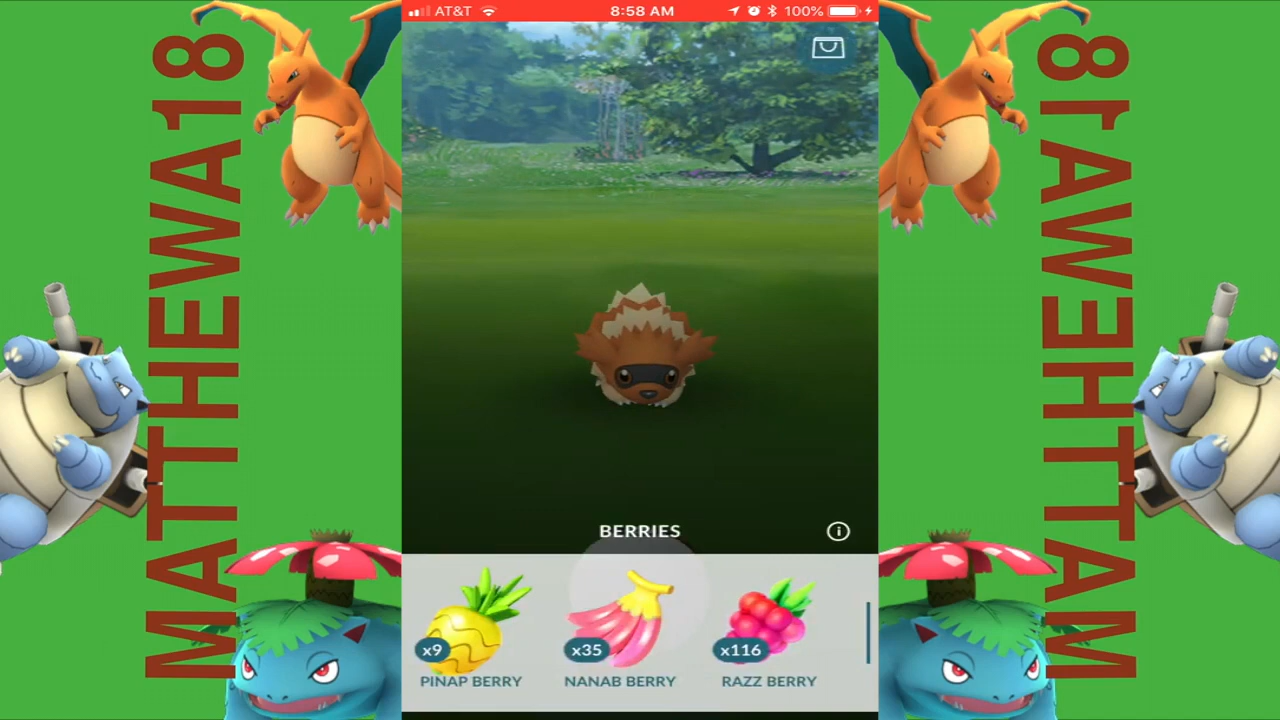 AT&T 8:58 AM 100%
MATTHEWA18
MATTHEWA18
BERRIES
x9 x35 x116
PINAP BERRY NANAB BERRY RAZZ BERRY